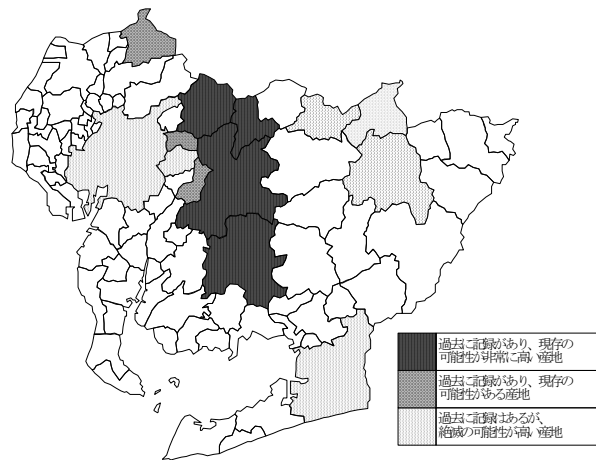 過去に記録があり、現存の
可能性が非常に高い産地
過去に記録があり、現存の
可能性がある産地
過去に記録はあるが、
絶滅の可能性が高い産地